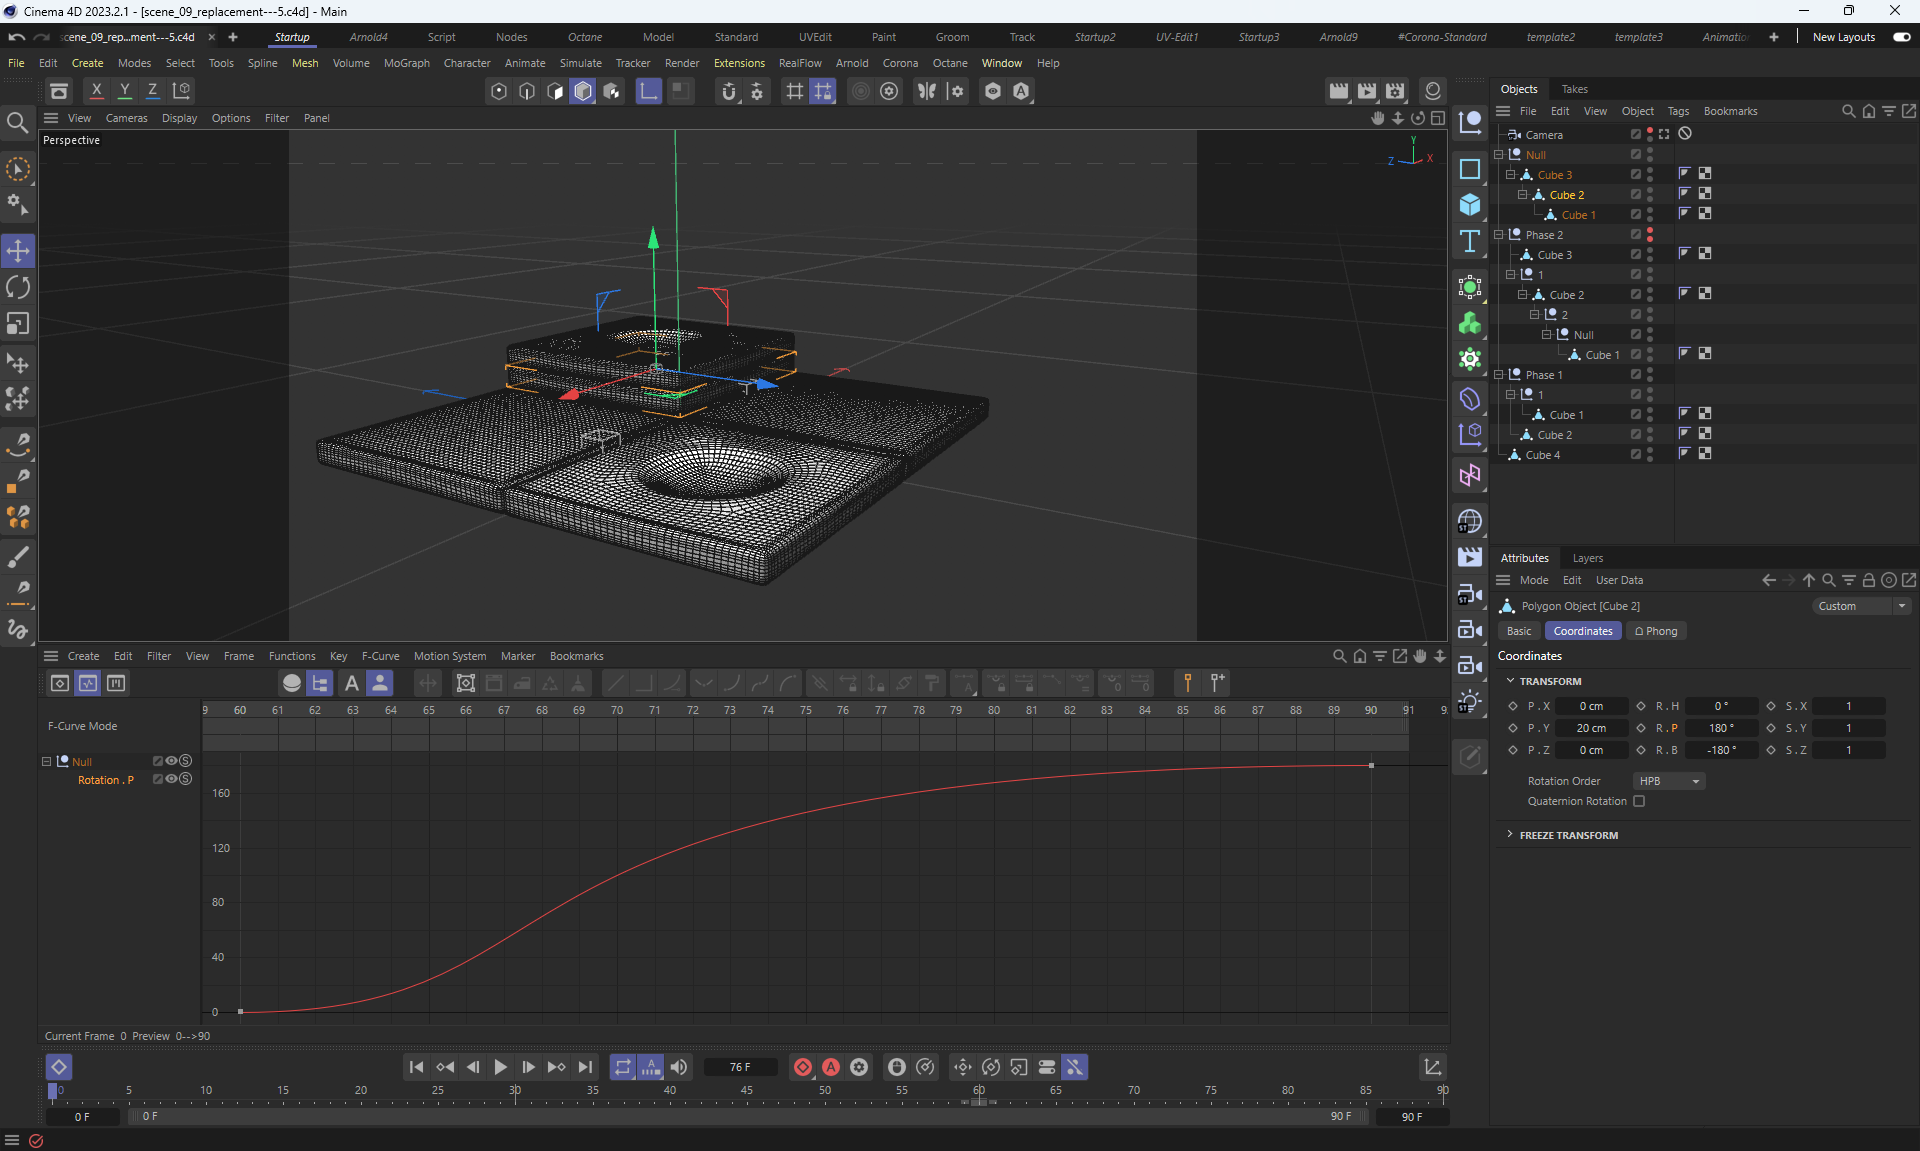 Cinema 4D 2023.2.1 - [scene_09_replacement---5.c4d] - Main
scene_09_rep...ment---5.c4d Startup Arnold4 Script Nodes Octane Model Standard UVEdit Paint Groom Track Startup2 UV-Edit1 Startup3 Arnold9 #Corona-Standard template2 template3 Animatio New Layouts
File Edit Create Modes Select Tools Spline Mesh Volume MoGraph Character Animate Simulate Tracker Render Extensions RealFlow Arnold Corona Octane Window Help
X Y Z
View Cameras Display Options Filter Panel
Perspective
Y
Z X
Objects Takes
File Edit View Object Tags Bookmarks
Camera
Null
Cube 3
Cube 2
Cube 1
Phase 2
Cube 3
1
Cube 2
2
Null
Cube 1
Phase 1
1
Cube 1
Cube 2
Cube 4
Attributes Layers
Mode Edit User Data
Polygon Object [Cube 2] Custom
Basic Coordinates Phong
Coordinates
TRANSFORM
P . X 0 cm R . H 0 ° S . X 1
P . Y 20 cm R . P 180 ° S . Y 1
P . Z 0 cm R . B -180 ° S . Z 1
Rotation Order HPB
Quaternion Rotation
FREEZE TRANSFORM
Create Edit Filter View Frame Functions Key F-Curve Motion System Marker Bookmarks
9 60 61 62 63 64 65 66 67 68 69 70 71 72 73 74 75 76 77 78 79 80 81 82 83 84 85 86 87 88 89 90 91 9
F-Curve Mode
Null
Rotation . P
160
120
80
40
0
Current Frame 0 Preview 0-->90
76 F
0 5 10 15 20 25 30 35 40 45 50 55 60 65 70 75 80 85 90
0 F 0 F 90 F 90 F